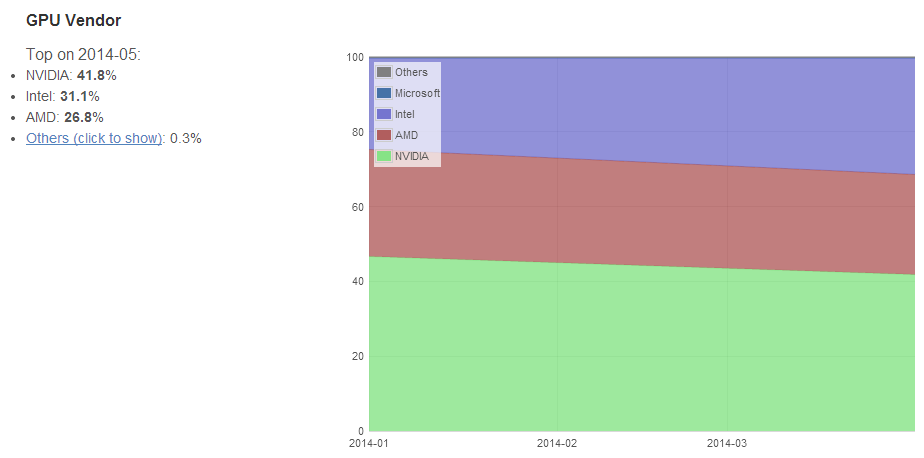 GPU Vendor
Top on 2014-05:
NVIDIA: 41.8%
Intel: 31.1%
AMD: 26.8%
Others (click to show): 0.3%
100
80
60
40
20
0
Others
Microsoft
Intel
AMD
NVIDIA
2014-01
2014-02
2014-03